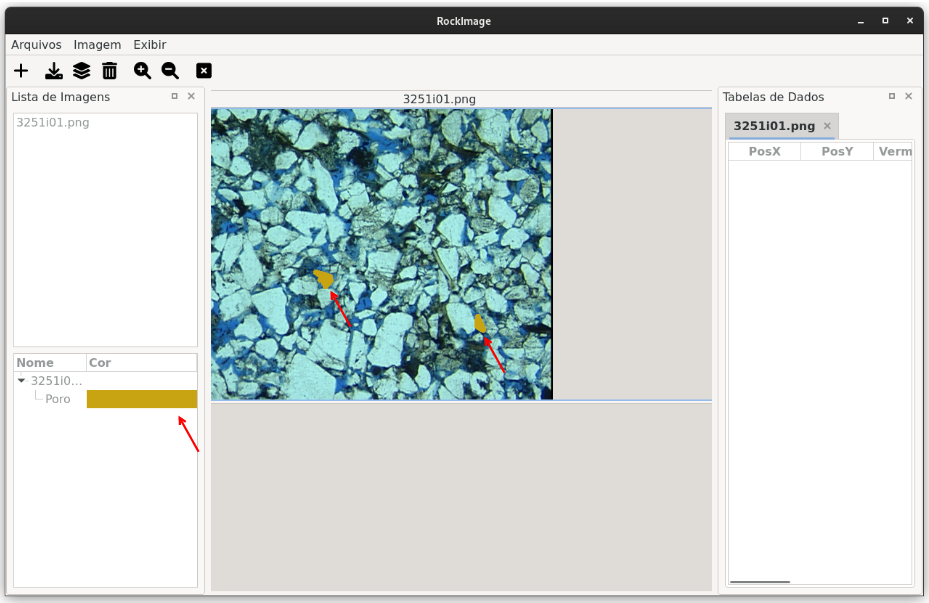 RockImage
Arquivos Imagem Exibir
Lista de Imagens
3251i01.png
Nome Cor
3251i0...
Poro
3251i01.png
Tabelas de Dados
3251i01.png
PosX PosY Verm